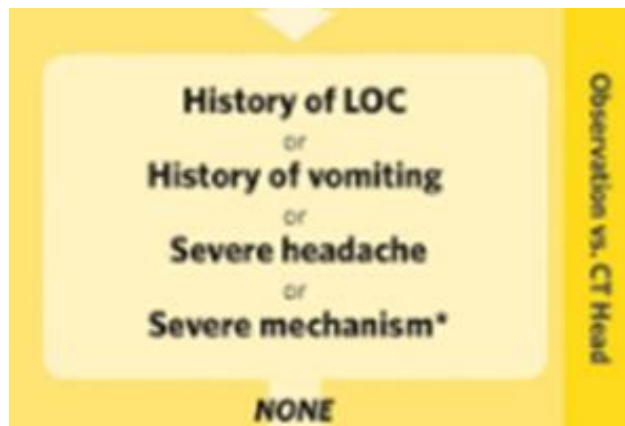 History of LOC
or
History of vomiting
or
Severe headache
or
Severe mechanism*
NONE
Observation vs. CT Head